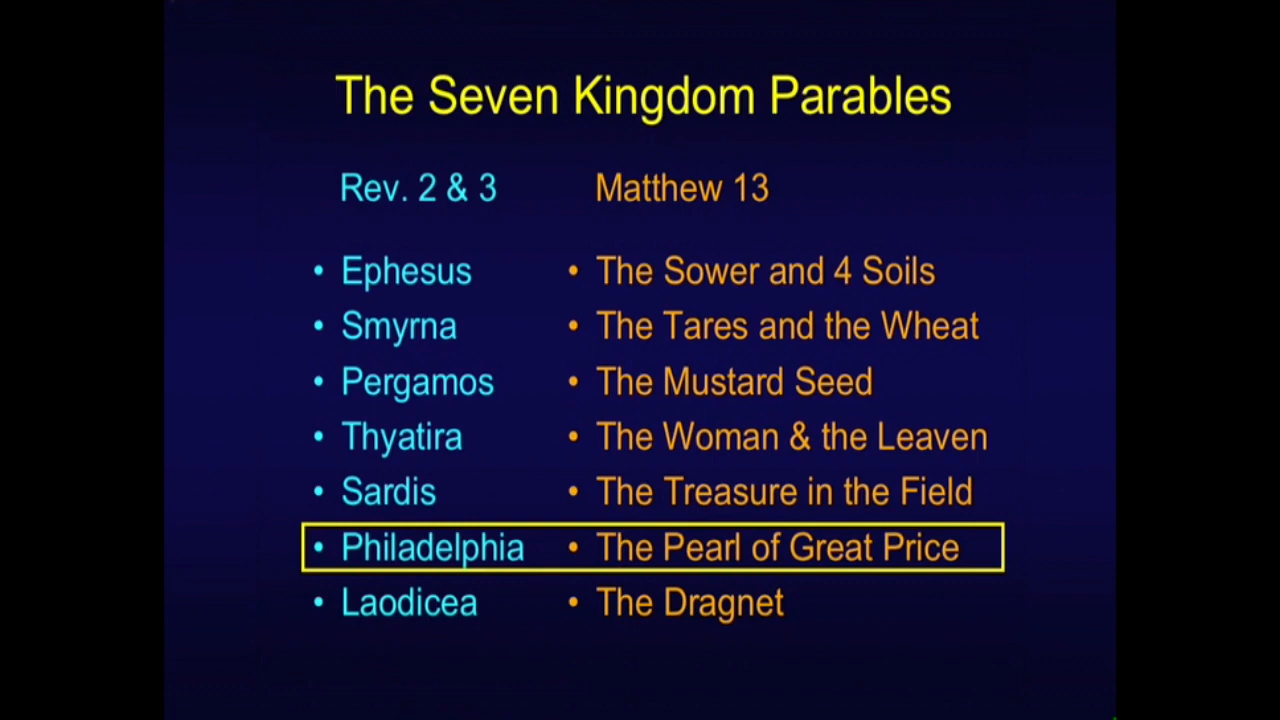 The Seven Kingdom Parables
Rev. 2 & 3 Matthew 13
• Ephesus • The Sower and 4 Soils
• Smyrna • The Tares and the Wheat
• Pergamos • The Mustard Seed
• Thyatira • The Woman & the Leaven
• Sardis • The Treasure in the Field
• Philadelphia • The Pearl of Great Price
• Laodicea • The Dragnet